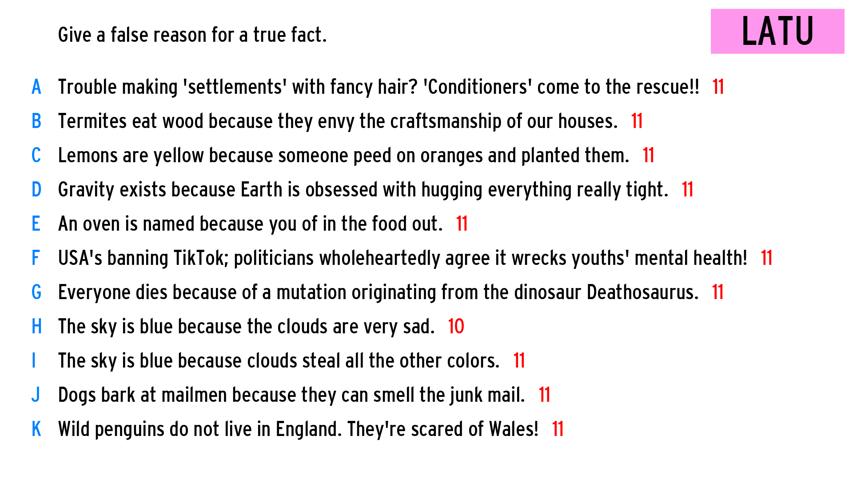 Give a false reason for a true fact.
LATU
A Trouble making 'settlements' with fancy hair? 'Conditioners' come to the rescue!! 11
B Termites eat wood because they envy the craftsmanship of our houses. 11
C Lemons are yellow because someone peed on oranges and planted them. 11
D Gravity exists because Earth is obsessed with hugging everything really tight. 11
E An oven is named because you of in the food out. 11
F USA's banning TikTok; politicians wholeheartedly agree it wrecks youths' mental health! 11
G Everyone dies because of a mutation originating from the dinosaur Deathosaurus. 11
H The sky is blue because the clouds are very sad. 10
I The sky is blue because clouds steal all the other colors. 11
J Dogs bark at mailmen because they can smell the junk mail. 11
K Wild penguins do not live in England. They're scared of Wales! 11